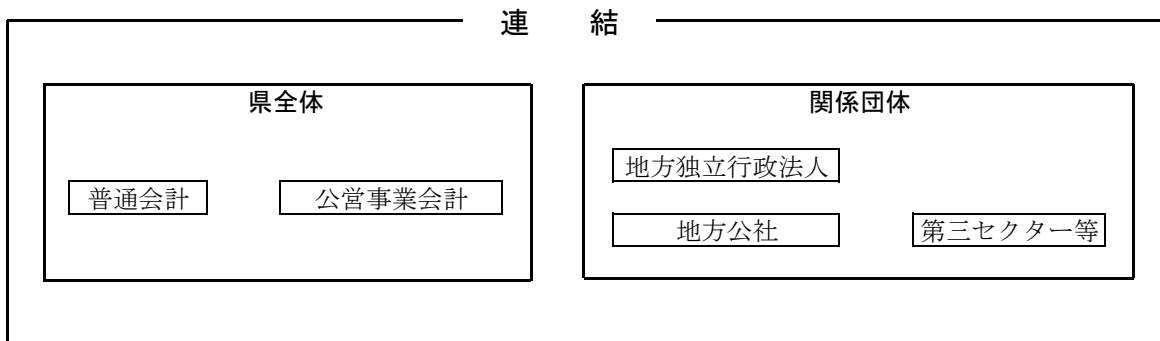 連 結
県全体
普通会計
公営事業会計
関係団体
地方独立行政法人
地方公社
第三セクター等